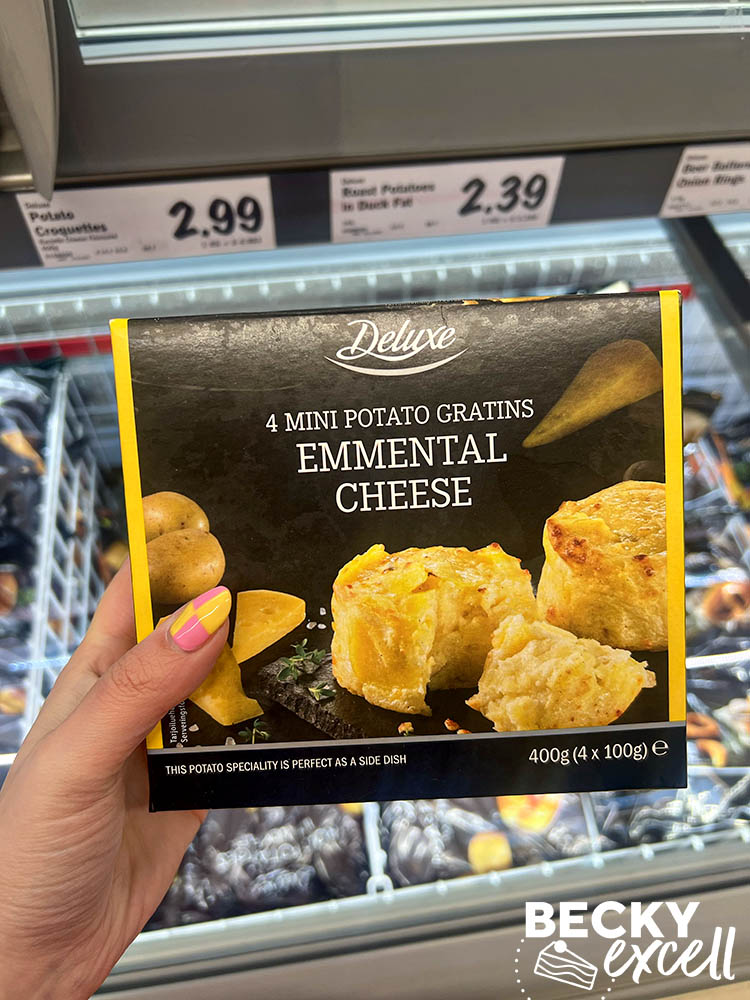 Potato
Croquettes
2.99
Roast Potatoes
in Duck Fat
2.39
Onion Rings
Deluxe
4 MINI POTATO GRATINS
EMMENTAL
CHEESE
THIS POTATO SPECIALITY IS PERFECT AS A SIDE DISH
400g (4 x 100g) ℮
BECKY
excell